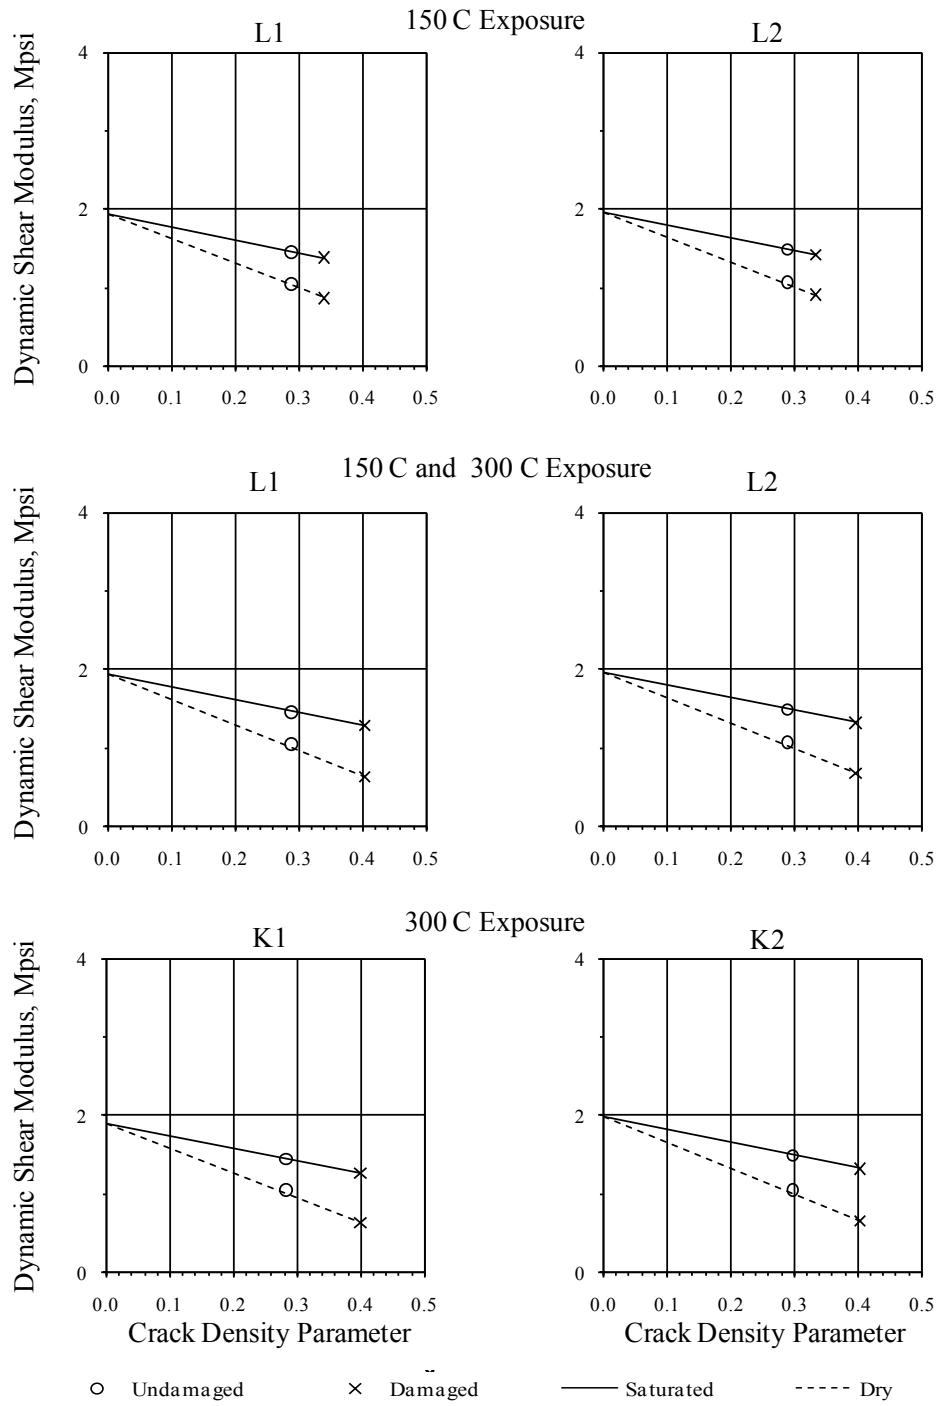 150 C Exposure
L1 L2
Dynamic Shear Modulus, Mpsi
4 4
2 2
0 0
0.0 0.1 0.2 0.3 0.4 0.5 0.0 0.1 0.2 0.3 0.4 0.5
150 C and 300 C Exposure
L1 L2
Dynamic Shear Modulus, Mpsi
4 4
2 2
0 0
0.0 0.1 0.2 0.3 0.4 0.5 0.0 0.1 0.2 0.3 0.4 0.5
300 C Exposure
K1 K2
Dynamic Shear Modulus, Mpsi
4 4
2 2
0 0
0.0 0.1 0.2 0.3 0.4 0.5 0.0 0.1 0.2 0.3 0.4 0.5
Crack Density Parameter Crack Density Parameter
Undamaged Damaged Saturated Dry